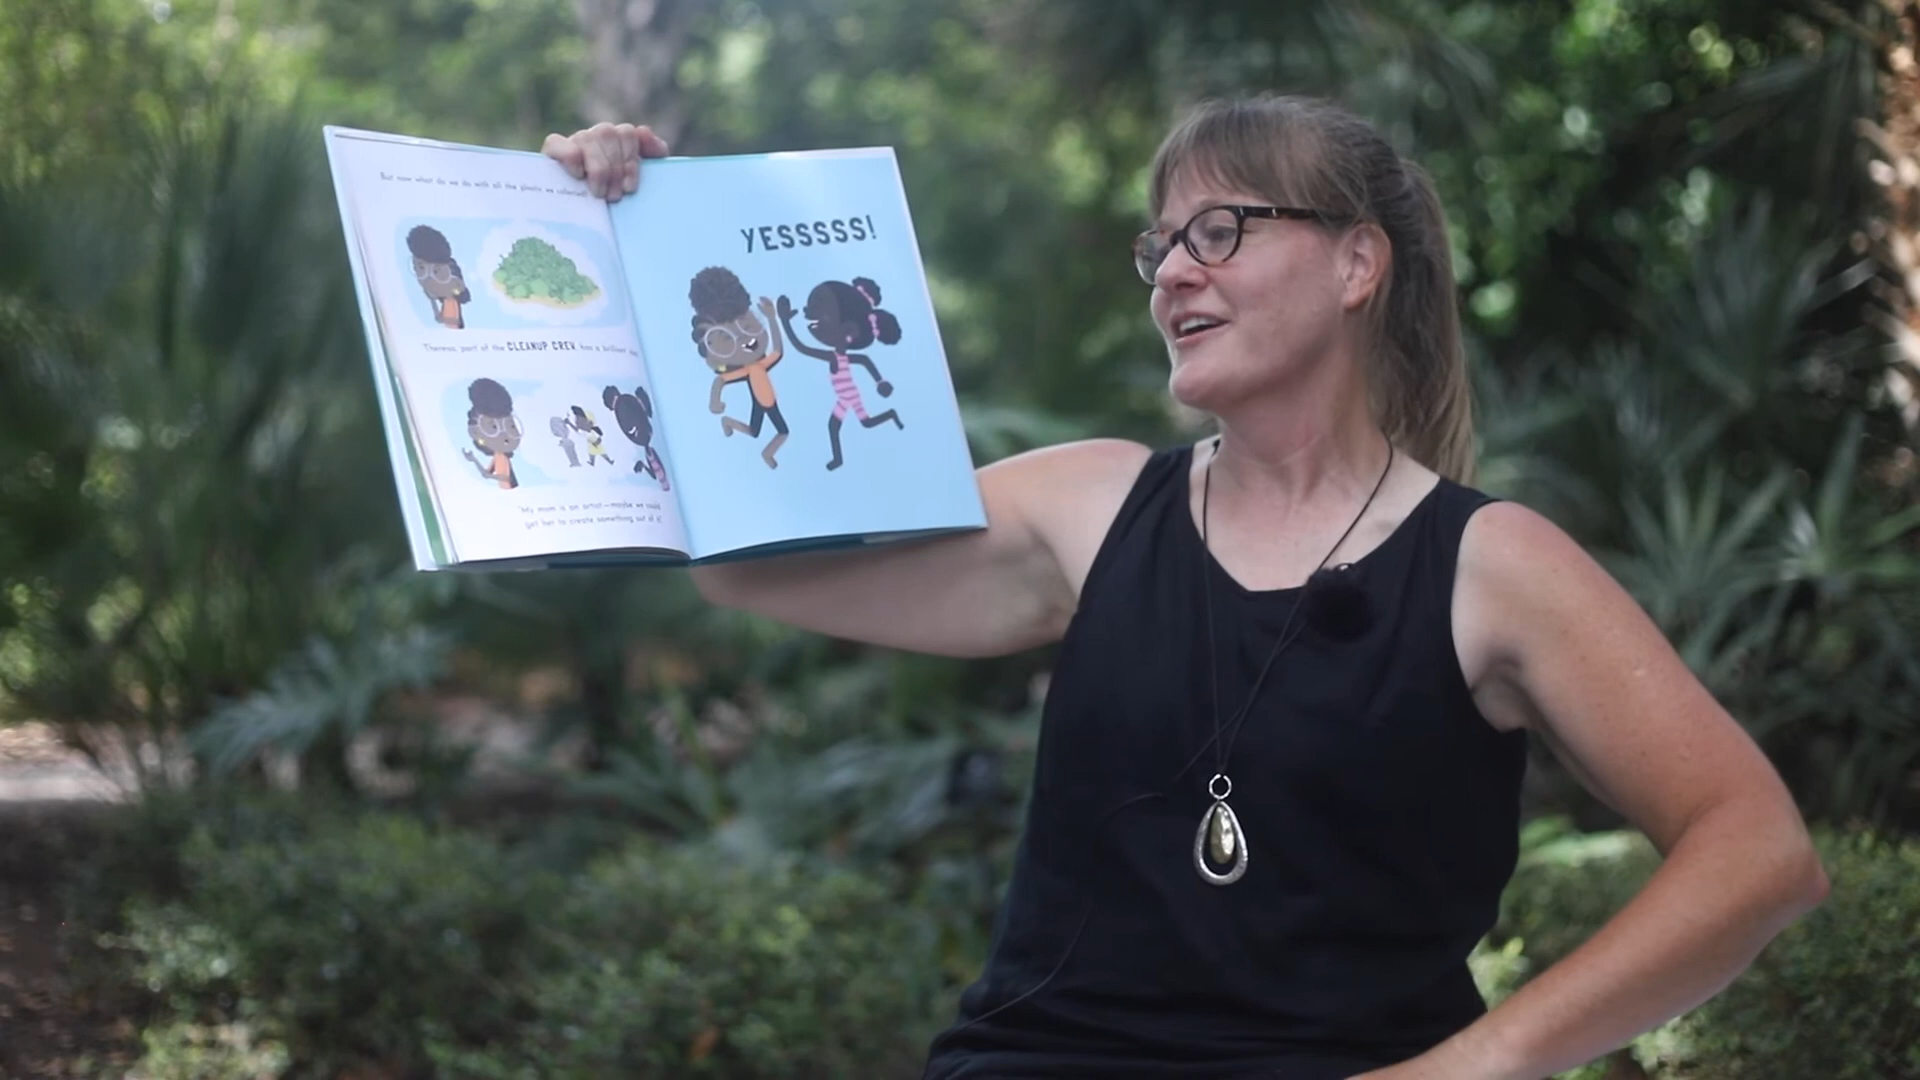 But now what do we do with all the plastic we collected?
Theresa, part of the CLEANUP CREW, has a brilliant idea.
"My mom is an artist—maybe we could
get her to create something out of it."
YESSSSS!